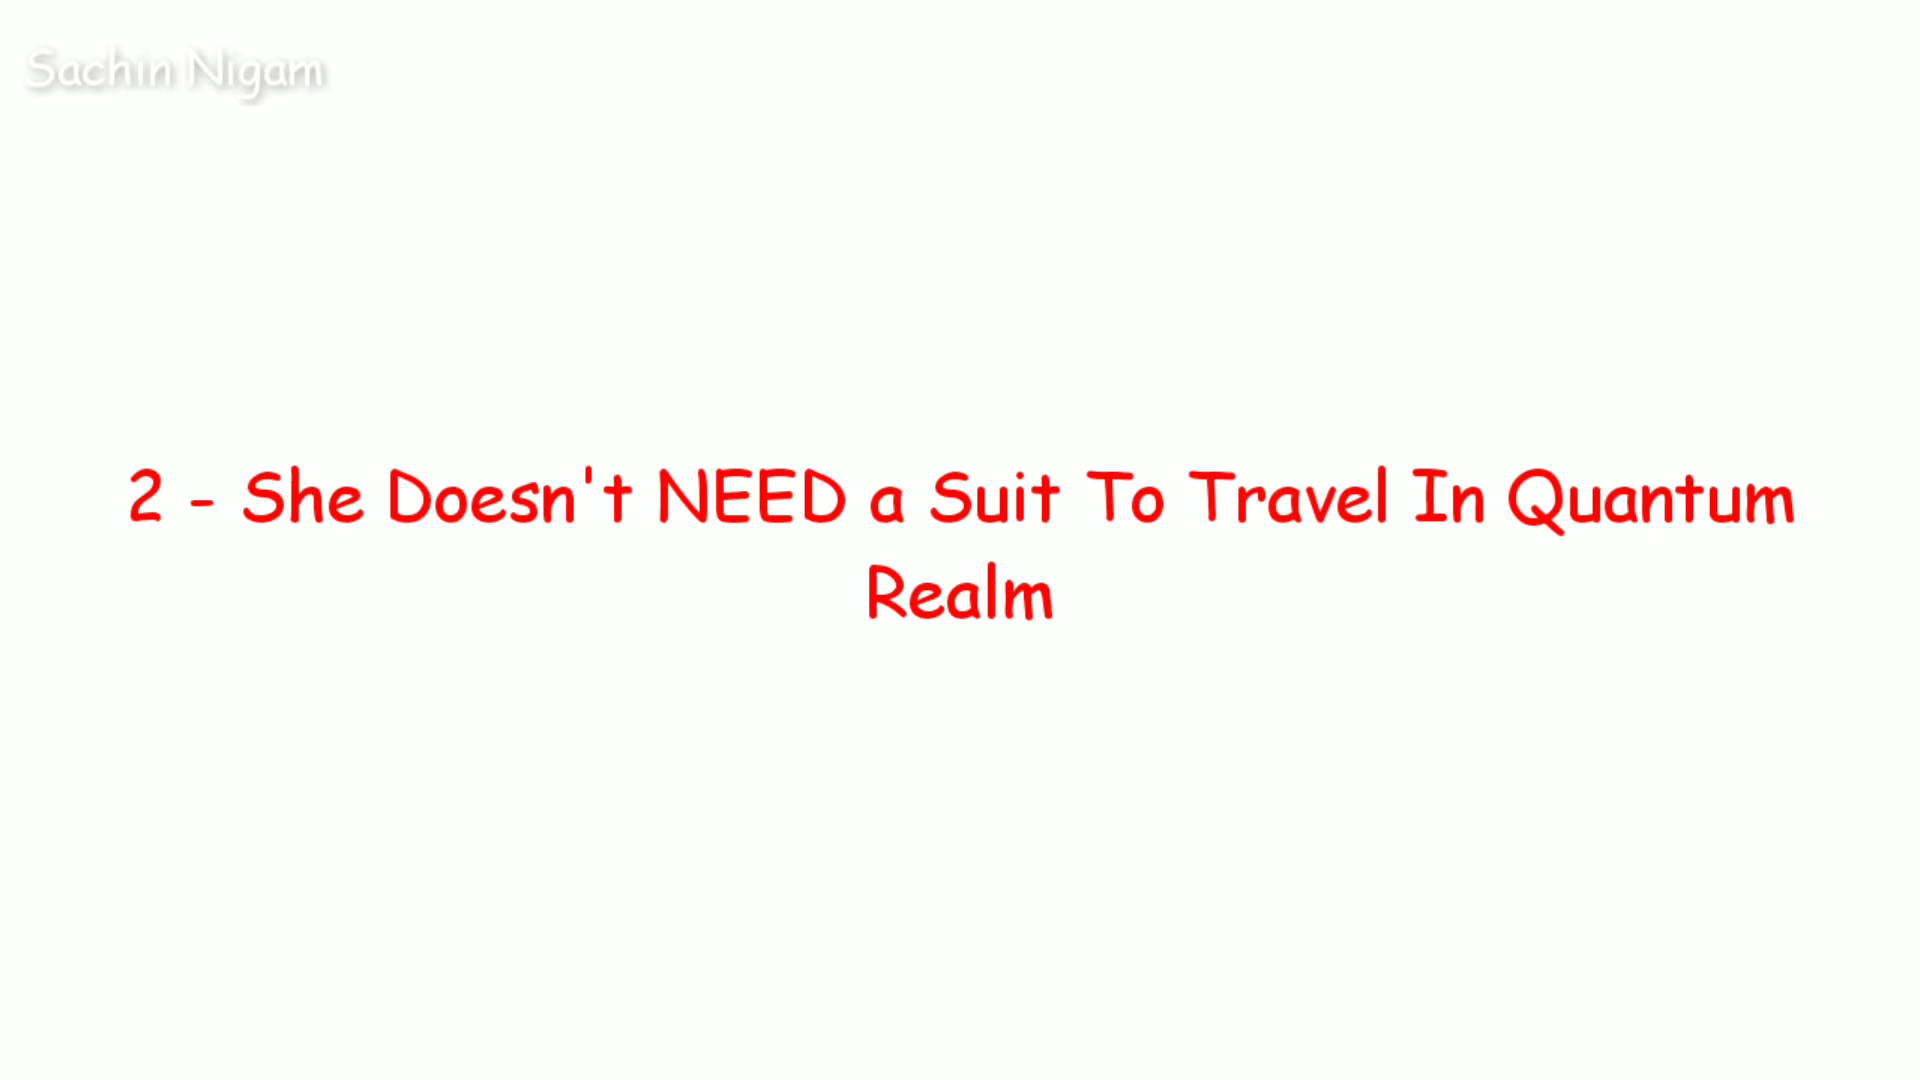 Sachin Nigam
2 - She Doesn't NEED a Suit To Travel In Quantum
Realm